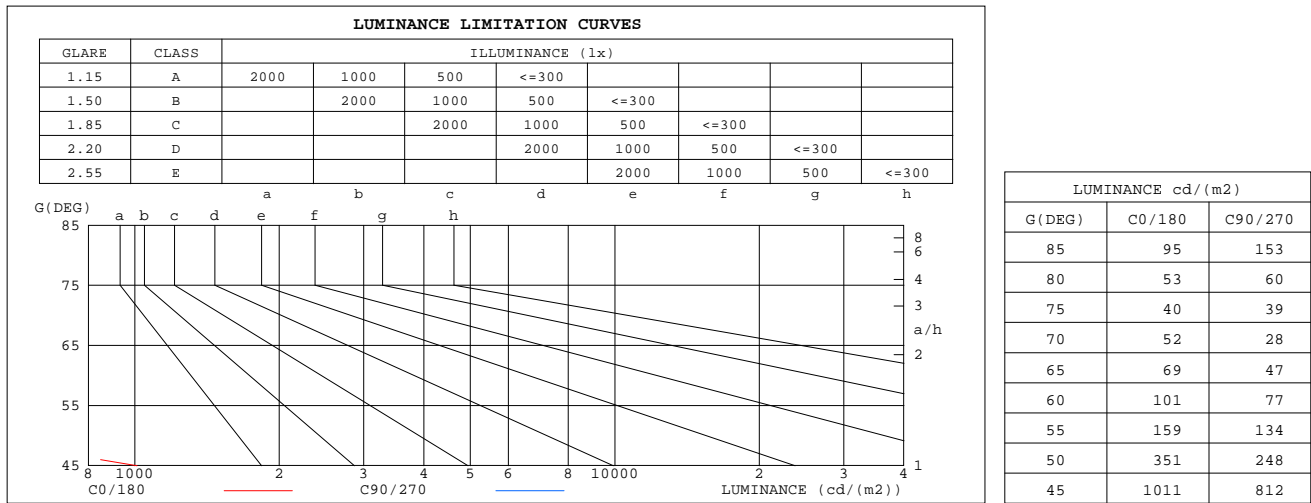 LUMINANCE LIMITATION CURVES
GLARE CLASS ILLUMINANCE (lx)
1.15 A 2000 1000 500 <=300
1.50 B 2000 1000 500 <=300
1.85 C 2000 1000 500 <=300
2.20 D 2000 1000 500 <=300
2.55 E 2000 1000 500 <=300
a b c d e f g h
G(DEG)
a b c d e f g h
85
8
6
75
4
3
a/h
65
2
55
45
1
8 1000 2 3 4 5 6 8 10000 2 3 4
C0/180 C90/270 LUMINANCE (cd/(m2))
LUMINANCE cd/(m2)
G(DEG) C0/180 C90/270
85 95 153
80 53 60
75 40 39
70 52 28
65 69 47
60 101 77
55 159 134
50 351 248
45 1011 812